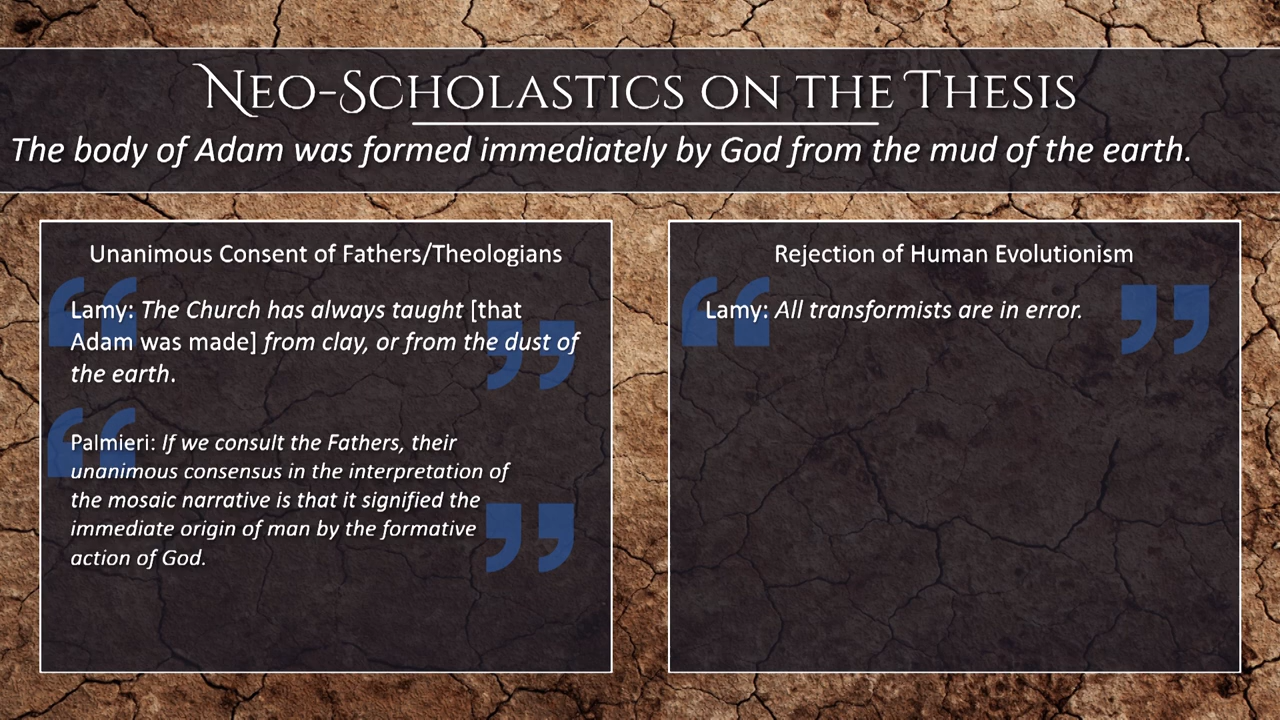 Neo-Scholastics on the Thesis
The body of Adam was formed immediately by God from the mud of the earth.
Unanimous Consent of Fathers/Theologians
Lamy: The Church has always taught [that
Adam was made] from clay, or from the dust of
the earth.
Palmieri: If we consult the Fathers, their
unanimous consensus in the interpretation of
the mosaic narrative is that it signified the
immediate origin of man by the formative
action of God.
Rejection of Human Evolutionism
Lamy: All transformists are in error.